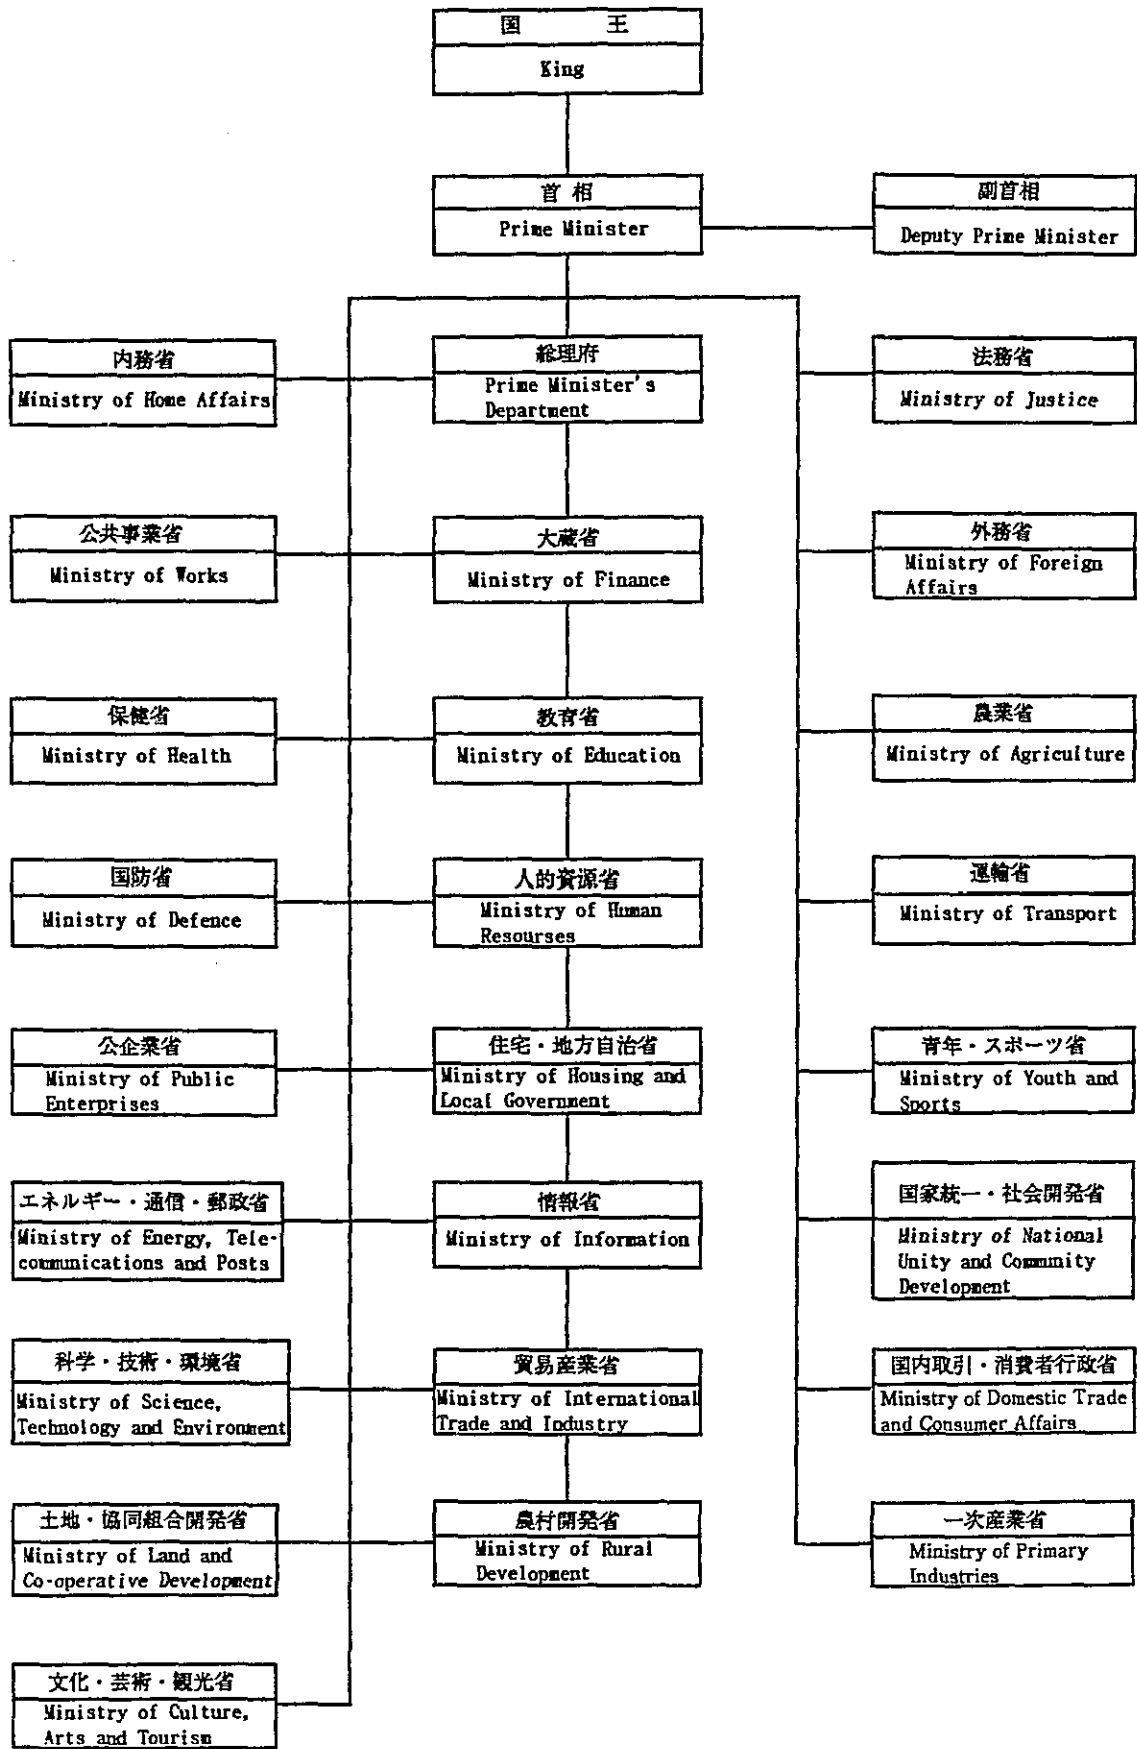 国 王
King
首 相
Prime Minister
副首相
Deputy Prime Minister
内務省
Ministry of Home Affairs
総理府
Prime Minister's
Department
法務省
Ministry of Justice
公共事業省
Ministry of Works
大蔵省
Ministry of Finance
外務省
Ministry of Foreign
Affairs
保健省
Ministry of Health
教育省
Ministry of Education
農業省
Ministry of Agriculture
国防省
Ministry of Defence
人的資源省
Ministry of Human
Resourses
運輸省
Ministry of Transport
公企業省
Ministry of Public
Enterprises
住宅・地方自治省
Ministry of Housing and
Local Government
青年・スポーツ省
Ministry of Youth and
Sports
エネルギー・通信・郵政省
Ministry of Energy, Tele-
communications and Posts
情報省
Ministry of Information
国家統一・社会開発省
Ministry of National
Unity and Community
Development
科学・技術・環境省
Ministry of Science,
Technology and Environment
貿易産業省
Ministry of International
Trade and Industry
国内取引・消費者行政省
Ministry of Domestic Trade
and Consumer Affairs
土地・協同組合開発省
Ministry of Land and
Co-operative Development
農村開発省
Ministry of Rural
Development
一次産業省
Ministry of Primary
Industries
文化・芸術・観光省
Ministry of Culture,
Arts and Tourism